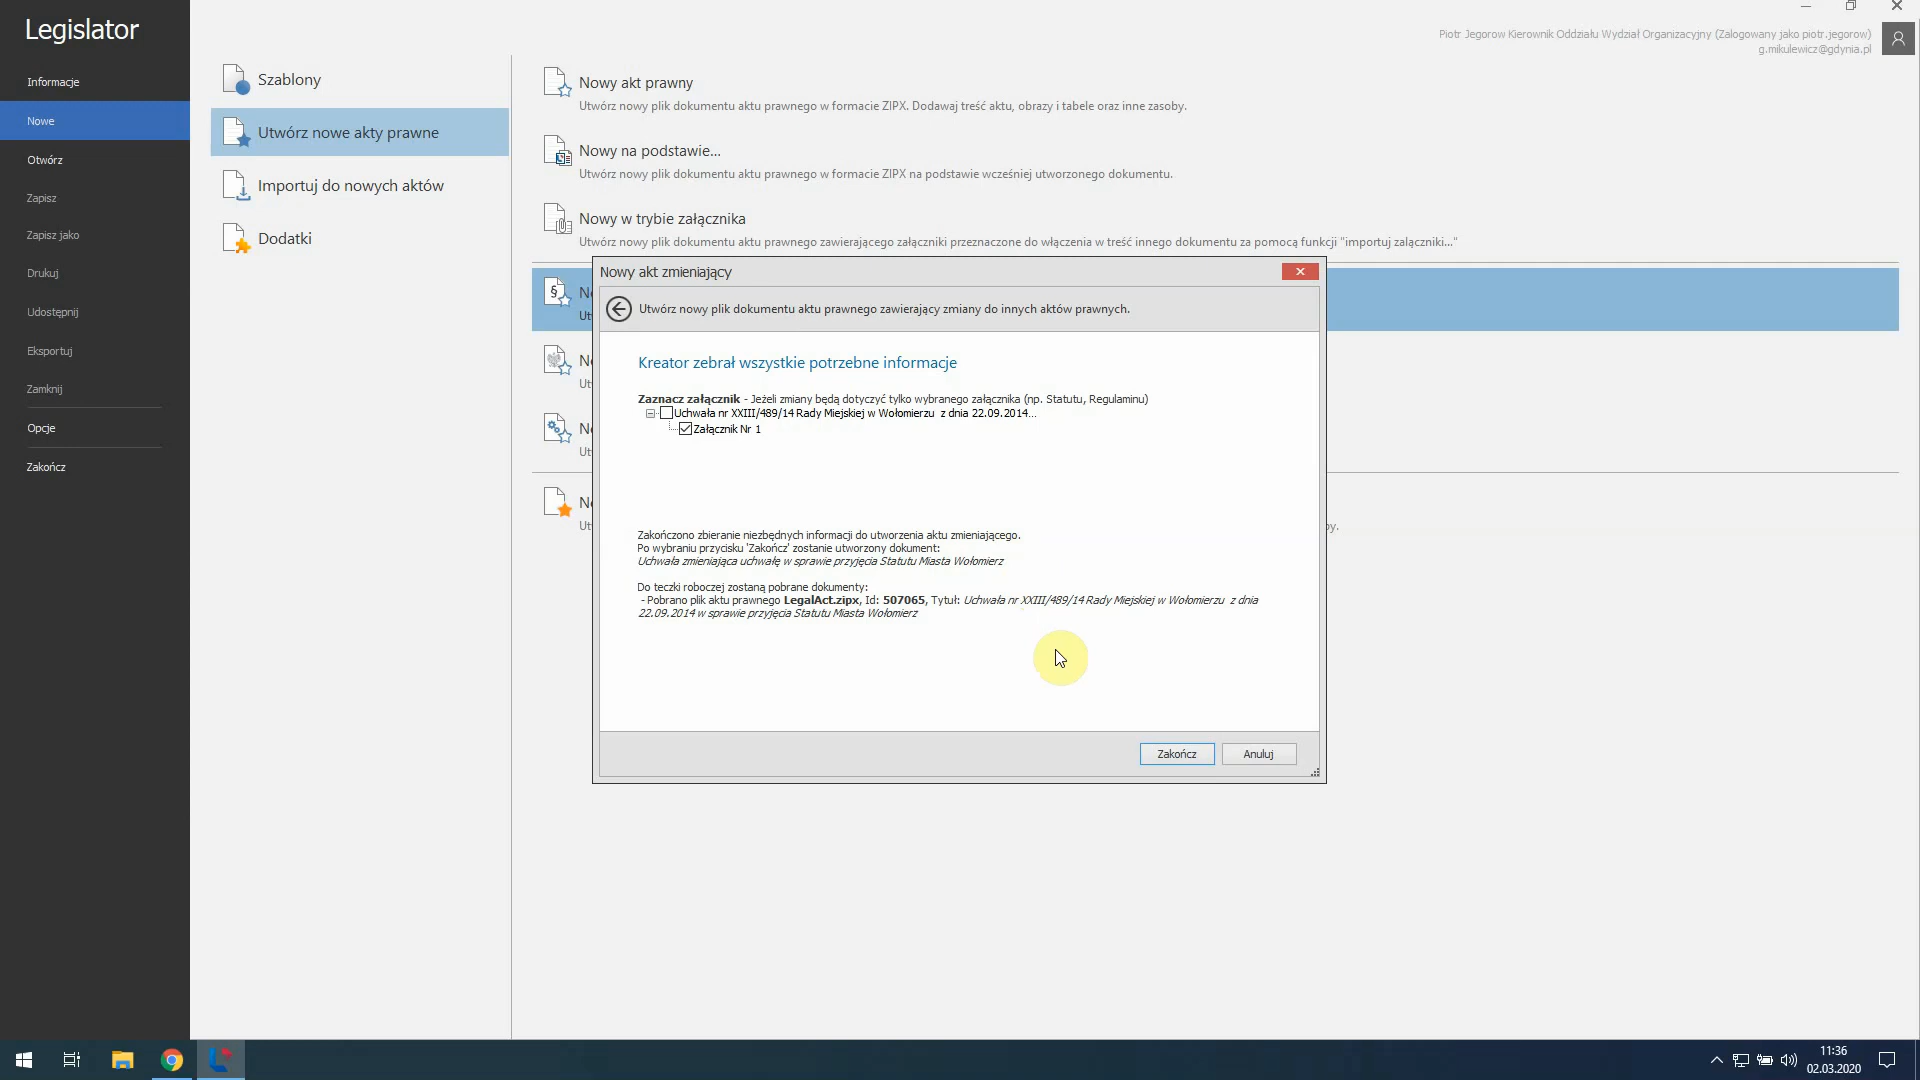 Legislator
Piotr Jegorow Kierownik Oddziału Wydział Organizacyjny (Zalogowany jako piotr.jegorow)
g.mikulewicz@gdynia.pl
Informacje
Nowe
Otwórz
Zapisz
Zapisz jako
Drukuj
Udostępnij
Eksportuj
Zamknij
Opcje
Zakończ
Szablony
Utwórz nowe akty prawne
Importuj do nowych aktów
Dodatki
Nowy akt prawny
Utwórz nowy plik dokumentu aktu prawnego w formacie ZIPX. Dodawaj treść aktu, obrazy i tabele oraz inne zasoby.
Nowy na podstawie...
Utwórz nowy plik dokumentu aktu prawnego w formacie ZIPX na podstawie wcześniej utworzonego dokumentu.
Nowy w trybie załącznika
Utwórz nowy plik dokumentu aktu prawnego zawierającego załączniki przeznaczone do włączenia w treść innego dokumentu za pomocą funkcji "importuj załączniki..."
Nowy akt zmieniający
Utwórz nowy plik dokumentu aktu prawnego zawierający zmiany do innych aktów prawnych.
Kreator zebrał wszystkie potrzebne informacje
Zaznacz załącznik - Jeżeli zmiany będą dotyczyć tylko wybranego załącznika (np. Statutu, Regulaminu)
Uchwała nr XXIII/489/14 Rady Miejskiej w Wołomierzu z dnia 22.09.2014...
Załącznik Nr 1
Zakończono zbieranie niezbędnych informacji do utworzenia aktu zmieniającego.
Po wybraniu przycisku 'Zakończ' zostanie utworzony dokument:
Uchwała zmieniająca uchwałę w sprawie przyjęcia Statutu Miasta Wołomierz
Do teczki roboczej zostaną pobrane dokumenty:
- Pobrano plik aktu prawnego LegalAct.zipx, Id: 507065, Tytuł: Uchwała nr XXIII/489/14 Rady Miejskiej w Wołomierzu z dnia
22.09.2014 w sprawie przyjęcia Statutu Miasta Wołomierz
Zakończ
Anuluj
11:36
02.03.2020